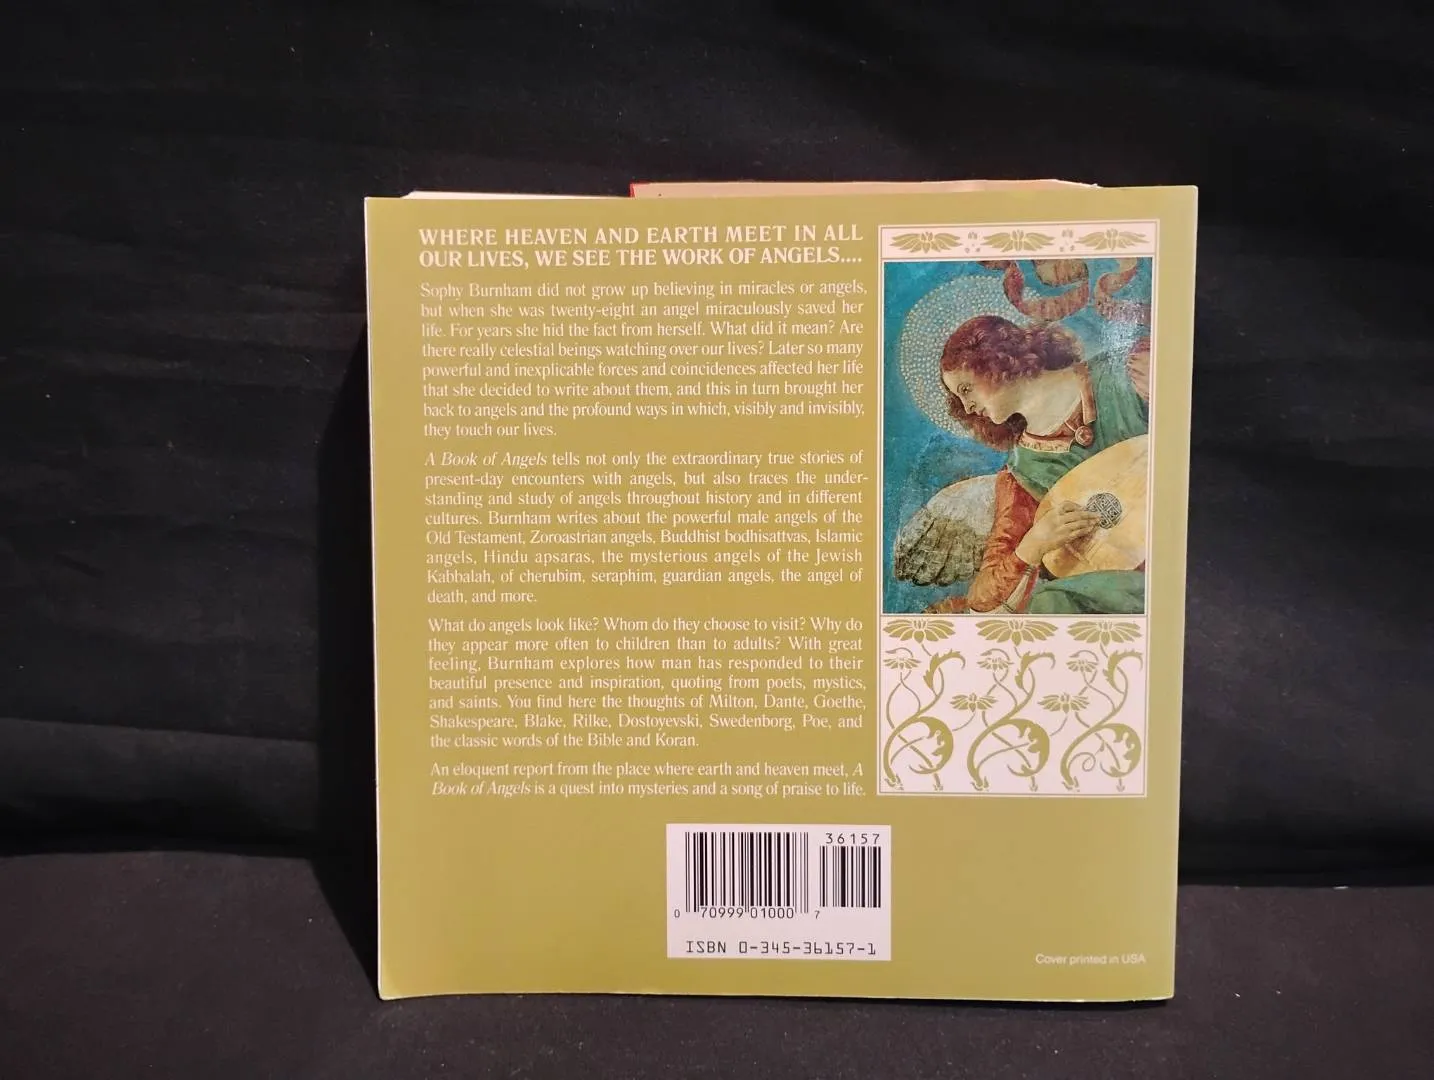 WHERE HEAVEN AND EARTH MEET IN ALL
OUR LIVES, WE SEE THE WORK OF ANGELS....
Sophy Burnham did not grow up believing in miracles or angels,
but when she was twenty-eight an angel miraculously saved her
life. For years she hid the fact from herself. What did it mean? Are
there really celestial beings watching over our lives? Later so many
powerful and inexplicable forces and coincidences affected her life
that she decided to write about them, and this in turn brought her
back to angels and the profound ways in which, visibly and invisibly,
they touch our lives.
A Book of Angels tells not only the extraordinary true stories of
present-day encounters with angels, but also traces the under-
standing and study of angels throughout history and in different
cultures. Burnham writes about the powerful male angels of the
Old Testament, Zoroastrian angels, Buddhist bodhisattvas, Islamic
angels, Hindu apsaras, the mysterious angels of the Jewish
Kabbalah, of cherubim, seraphim, guardian angels, the angel of
death, and more.
What do angels look like? Whom do they choose to visit? Why do
they appear more often to children than to adults? With great
feeling, Burnham explores how man has responded to their
beautiful presence and inspiration, quoting from poets, mystics,
and saints. You find here the thoughts of Milton, Dante, Goethe,
Shakespeare, Blake, Rilke, Dostoyevski, Swedenborg, Poe, and
the classic words of the Bible and Koran.
An eloquent report from the place where earth and heaven meet, A
Book of Angels is a quest into mysteries and a song of praise to life.
36157
0 70999 01000 7
ISBN 0-345-36157-1
Cover printed in USA